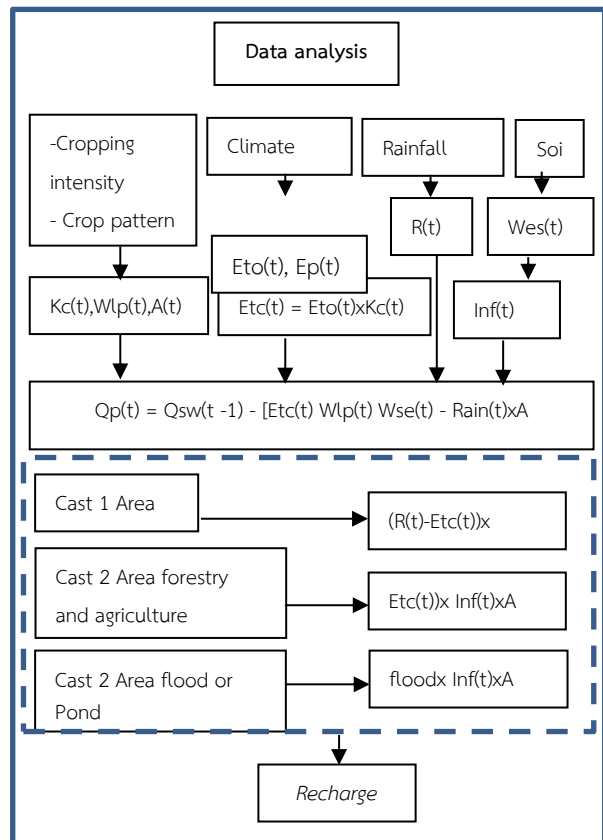 Data analysis
-Cropping
intensity
- Crop pattern
Climate
Rainfall
Soi
R(t)
Wes(t)
Eto(t), Ep(t)
Kc(t),Wlp(t),A(t)
Etc(t) = Eto(t)xKc(t)
Inf(t)
Qp(t) = Qsw(t -1) - [Etc(t) Wlp(t) Wse(t) - Rain(t)xA
Cast 1 Area
(R(t)-Etc(t))x
Cast 2 Area forestry
and agriculture
Etc(t))x Inf(t)xA
Cast 2 Area flood or
Pond
floodx Inf(t)xA
Recharge